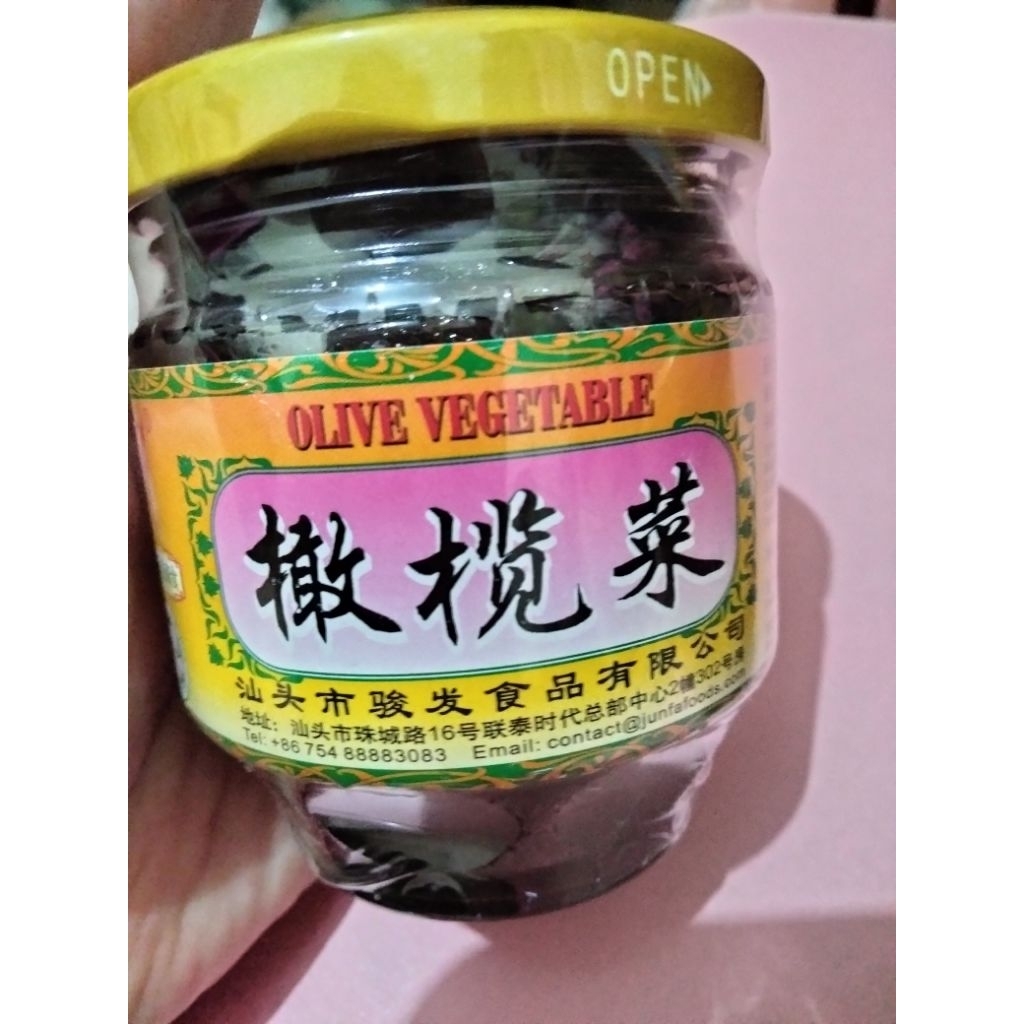 OPEN
OLIVE VEGETABLE
橄榄菜
汕头市骏发食品有限公司
地址：汕头市珠城路16号联泰时代总部中心2幢302号房
Tel: +86 754 88883083 Email: contact@junfafoods.com